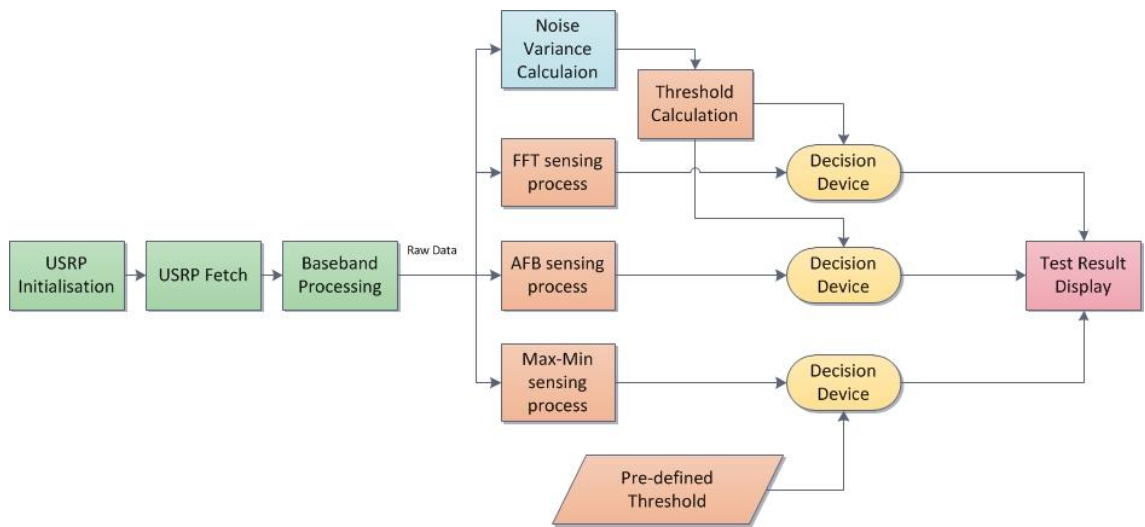 Noise
Variance
Calculaion
Threshold
Calculation
FFT sensing
process
Decision
Device
USRP
Initialisation
USRP Fetch
Baseband
Processing
Raw Data
AFB sensing
process
Decision
Device
Test Result
Display
Max-Min
sensing
process
Decision
Device
Pre-defined
Threshold